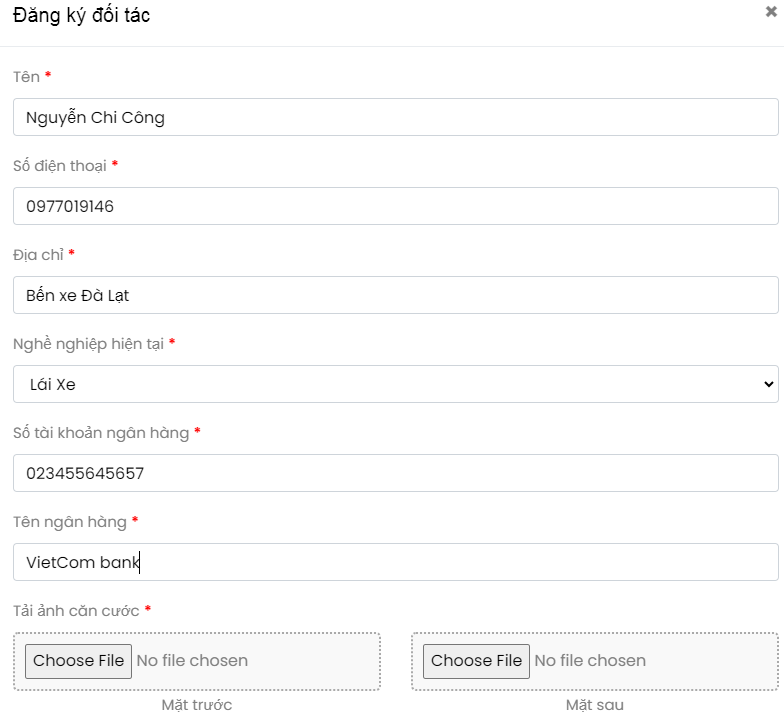 Đăng ký đối tác
Tên *
Nguyễn Chi Công
Số điện thoại *
0977019146
Địa chỉ *
Bến xe Đà Lạt
Nghề nghiệp hiện tại *
Lái Xe
Số tài khoản ngân hàng *
023455645657
Tên ngân hàng *
VietCom bank
Tải ảnh căn cước *
Choose File No file chosen
Choose File No file chosen
Mặt trước
Mặt sau